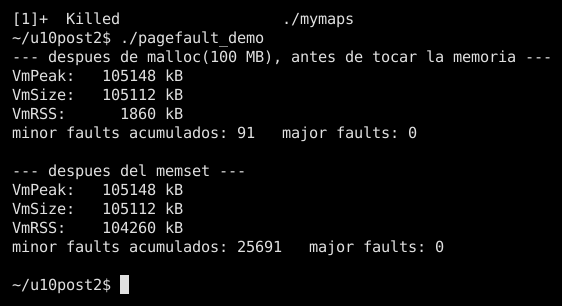 [1]+  Killed                  ./mymaps
~/u10post2$ ./pagefault_demo
--- despues de malloc(100 MB), antes de tocar la memoria ---
VmPeak:   105148 kB
VmSize:   105112 kB
VmRSS:      1860 kB
minor faults acumulados: 91   major faults: 0

--- despues del memset ---
VmPeak:   105148 kB
VmSize:   105112 kB
VmRSS:    104260 kB
minor faults acumulados: 25691   major faults: 0

~/u10post2$